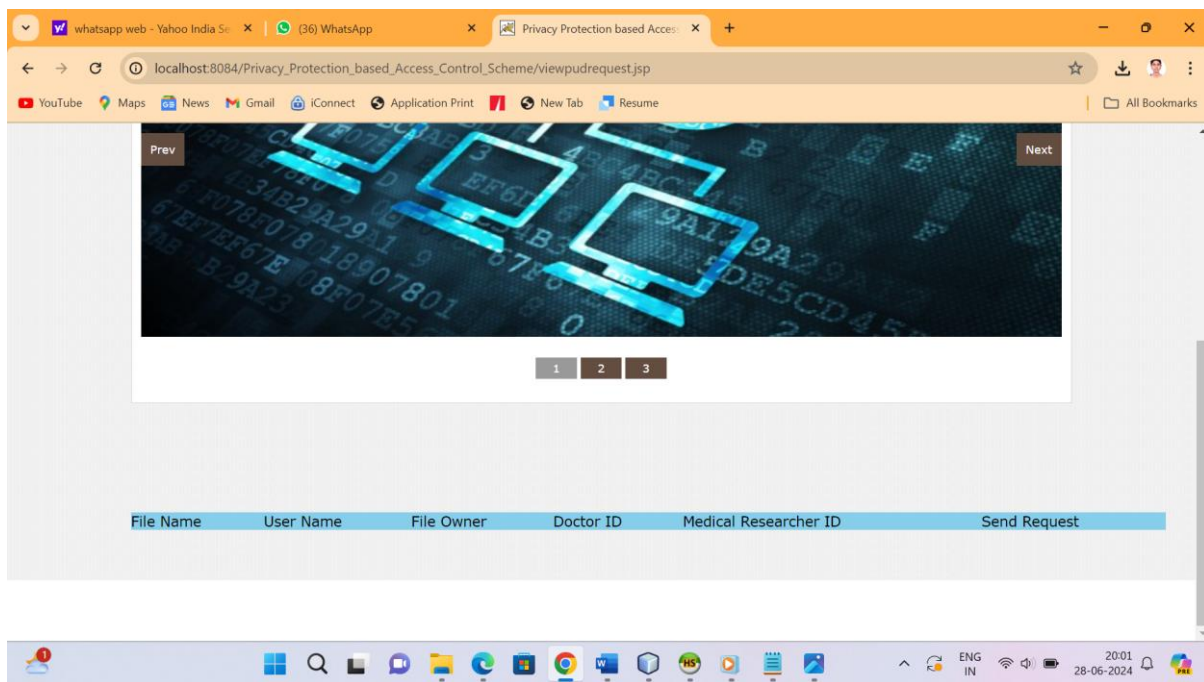 whatsapp web - Yahoo India Se
(36) WhatsApp
Privacy Protection based Acces
localhost:8084/Privacy_Protection_based_Access_Control_Scheme/viewpudrequest.jsp
YouTube Maps News Gmail iConnect Application Print New Tab Resume All Bookmarks
Prev
Next
1 2 3
File Name User Name File Owner Doctor ID Medical Researcher ID Send Request
ENG
IN
20:01
28-06-2024